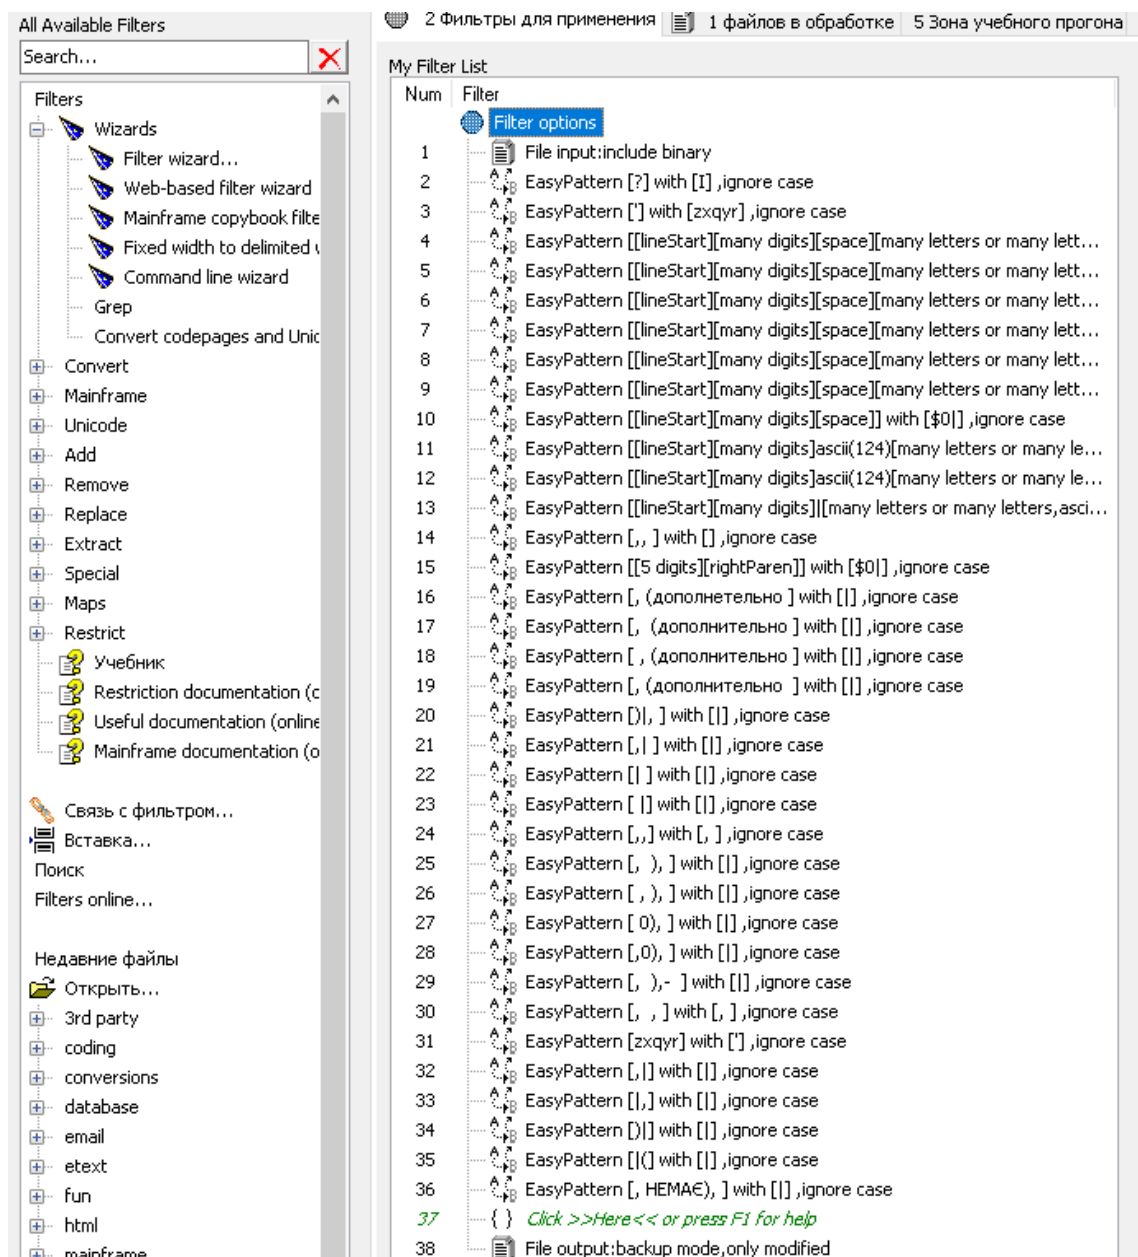 All Available Filters
Search...
Filters
Wizards
Filter wizard...
Web-based filter wizard
Mainframe copybook filte
Fixed width to delimited
Command line wizard
Grep
Convert codepages and Unic
Convert
Mainframe
Unicode
Add
Remove
Replace
Extract
Special
Maps
Restrict
Учебник
Restriction documentation (c
Useful documentation (online
Mainframe documentation (o
Связь с фильтром...
Вставка...
Поиск
Filters online...
Недавние файлы
Открыть...
3rd party
coding
conversions
database
email
etext
fun
html
mainframe
2 Фильтры для применения 1 файлов в обработке 5 Зона учебного прогона
My Filter List
Num Filter
Filter options
1 File input:include binary
2 EasyPattern [?] with [I] ,ignore case
3 EasyPattern ['] with [zxqyr] ,ignore case
4 EasyPattern [[lineStart][many digits][space][many letters or many lett...
5 EasyPattern [[lineStart][many digits][space][many letters or many lett...
6 EasyPattern [[lineStart][many digits][space][many letters or many lett...
7 EasyPattern [[lineStart][many digits][space][many letters or many lett...
8 EasyPattern [[lineStart][many digits][space][many letters or many lett...
9 EasyPattern [[lineStart][many digits][space][many letters or many lett...
10 EasyPattern [[lineStart][many digits][space]] with [$0|] ,ignore case
11 EasyPattern [[lineStart][many digits]ascii(124)[many letters or many le...
12 EasyPattern [[lineStart][many digits]ascii(124)[many letters or many le...
13 EasyPattern [[lineStart][many digits]|[many letters or many letters,asci...
14 EasyPattern [,, ] with [] ,ignore case
15 EasyPattern [[5 digits][rightParen]] with [$0|] ,ignore case
16 EasyPattern [, (дополнетельно ] with [|] ,ignore case
17 EasyPattern [,  (дополнительно ] with [|] ,ignore case
18 EasyPattern [ , (дополнительно ] with [|] ,ignore case
19 EasyPattern [, (дополнительно  ] with [|] ,ignore case
20 EasyPattern [)|, ] with [|] ,ignore case
21 EasyPattern [,| ] with [|] ,ignore case
22 EasyPattern [| ] with [|] ,ignore case
23 EasyPattern [ |] with [|] ,ignore case
24 EasyPattern [,,] with [, ] ,ignore case
25 EasyPattern [,  ), ] with [|] ,ignore case
26 EasyPattern [ , ), ] with [|] ,ignore case
27 EasyPattern [ 0), ] with [|] ,ignore case
28 EasyPattern [,0), ] with [|] ,ignore case
29 EasyPattern [,  ),- ] with [|] ,ignore case
30 EasyPattern [,  , ] with [, ] ,ignore case
31 EasyPattern [zxqyr] with ['] ,ignore case
32 EasyPattern [,|] with [|] ,ignore case
33 EasyPattern [|,] with [|] ,ignore case
34 EasyPattern [)|] with [|] ,ignore case
35 EasyPattern [|(] with [|] ,ignore case
36 EasyPattern [, НЕМАЄ), ] with [|] ,ignore case
37 { } Click >>Here<< or press F1 for help
38 File output:backup mode,only modified